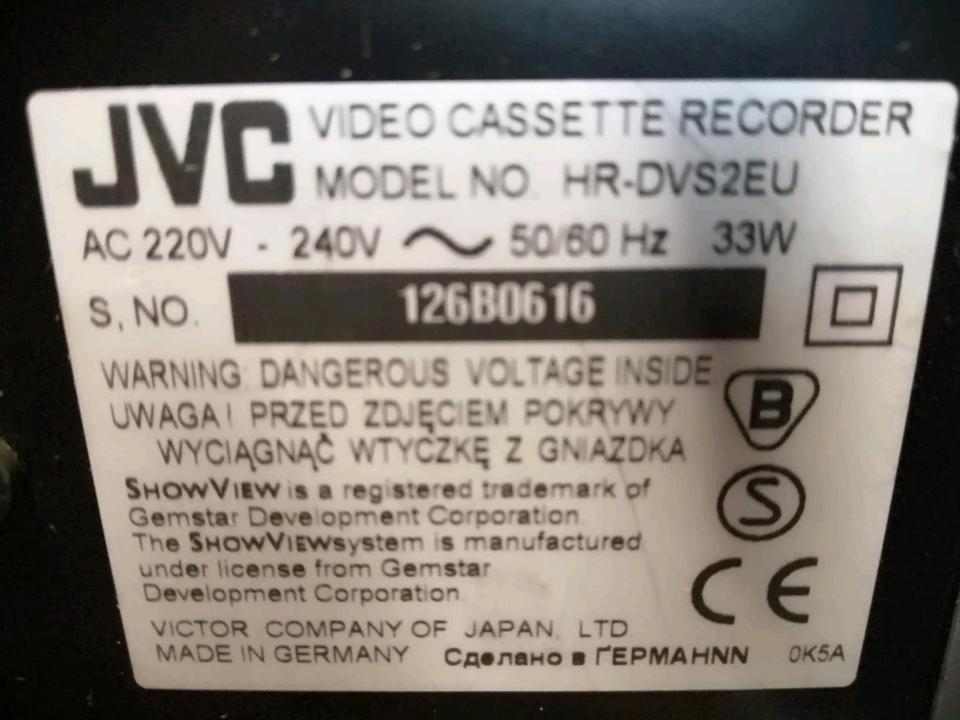 JVC VIDEO CASSETTE RECORDER
MODEL NO. HR-DVS2EU
AC 220V - 240V ~ 50/60 Hz 33W
S, NO. 126B0616
WARNING: DANGEROUS VOLTAGE INSIDE
UWAGA! PRZED ZDJĘCIEM POKRYWY
WYCIĄGNĄČ WTYCZKĘ Z GNIAZDKA
B
SHOWVIEW is a registered trademark of
Gemstar Development Corporation.
The SHOWVIEWsystem is manufactured
under license from Gemstar
Development Corporation.
S
CE
VICTOR COMPANY OF JAPAN, LTD.
MADE IN GERMANY Сделано в ҐЕРМАНNN 0K5A